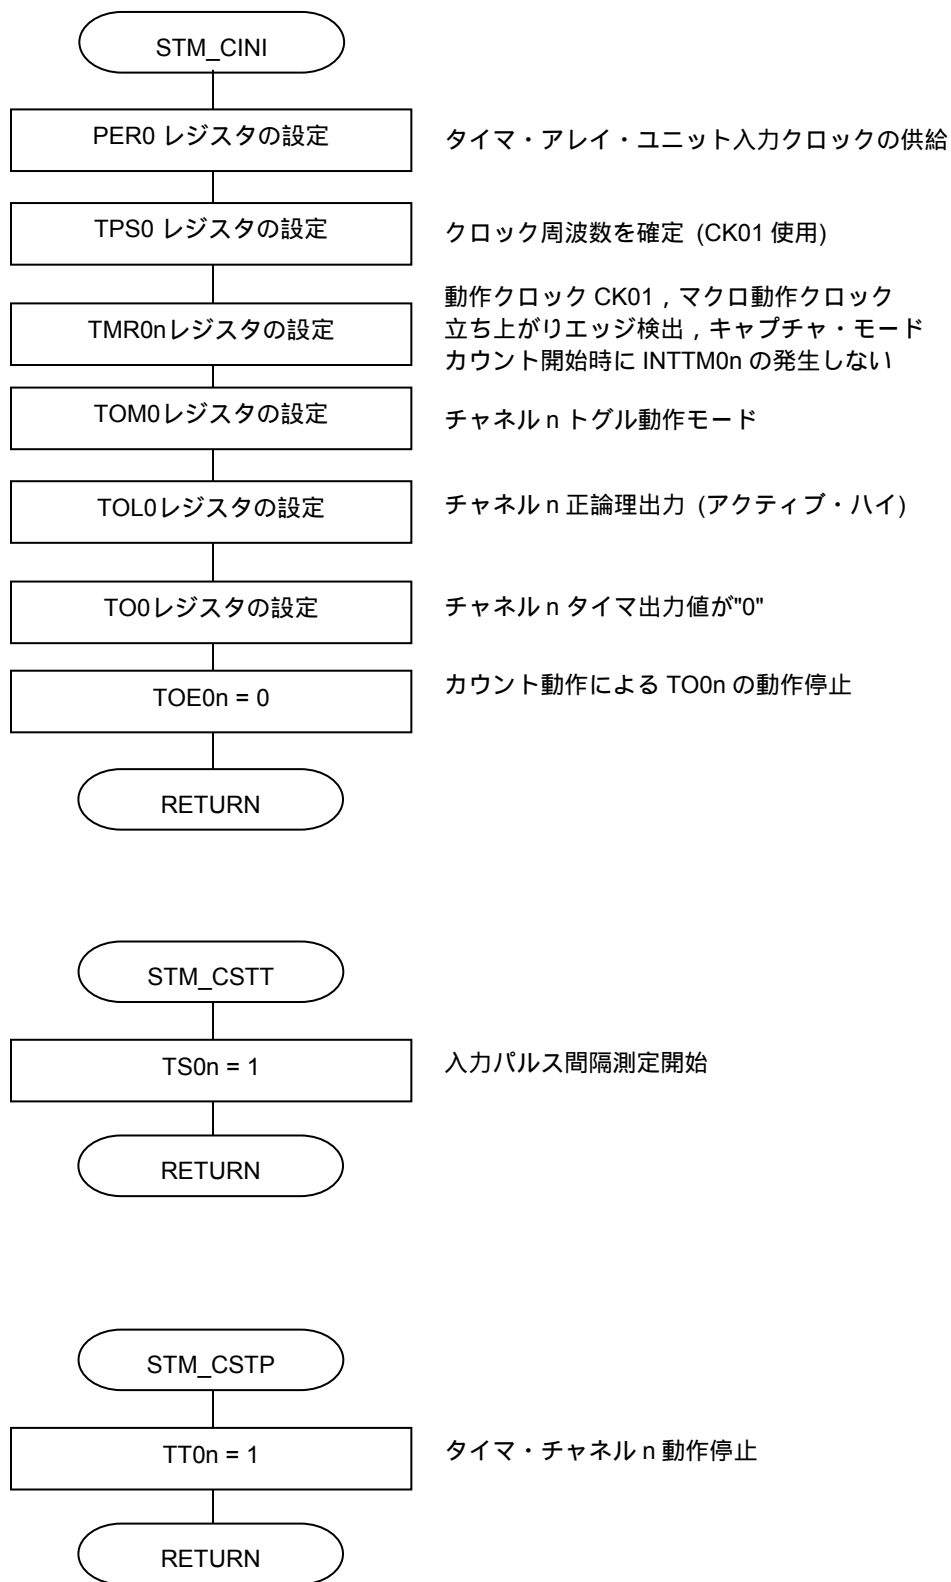 STM_CINI
PER0 レジスタの設定
タイマ・アレイ・ユニット入力クロックの供給
TPS0 レジスタの設定
クロック周波数を確定 (CK01 使用)
TMR0nレジスタの設定
動作クロック CK01 , マクロ動作クロック
立ち上がりエッジ検出 , キャプチャ・モード
カウント開始時に INTTM0n の発生しない
TOM0レジスタの設定
チャネル n トグル動作モード
TOL0レジスタの設定
チャネル n 正論理出力 (アクティブ・ハイ)
TO0レジスタの設定
チャネル n タイマ出力値が"0"
TOE0n = 0
カウント動作による TO0n の動作停止
RETURN
STM_CSTT
TS0n = 1
入力パルス間隔測定開始
RETURN
STM_CSTP
TT0n = 1
タイマ・チャネル n 動作停止
RETURN